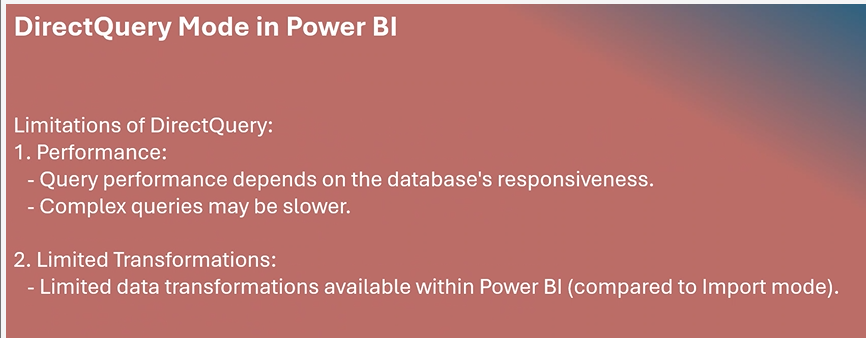 DirectQuery Mode in Power BI
Limitations of DirectQuery:
1. Performance:
- Query performance depends on the database's responsiveness.
- Complex queries may be slower.
2. Limited Transformations:
- Limited data transformations available within Power BI (compared to Import mode).